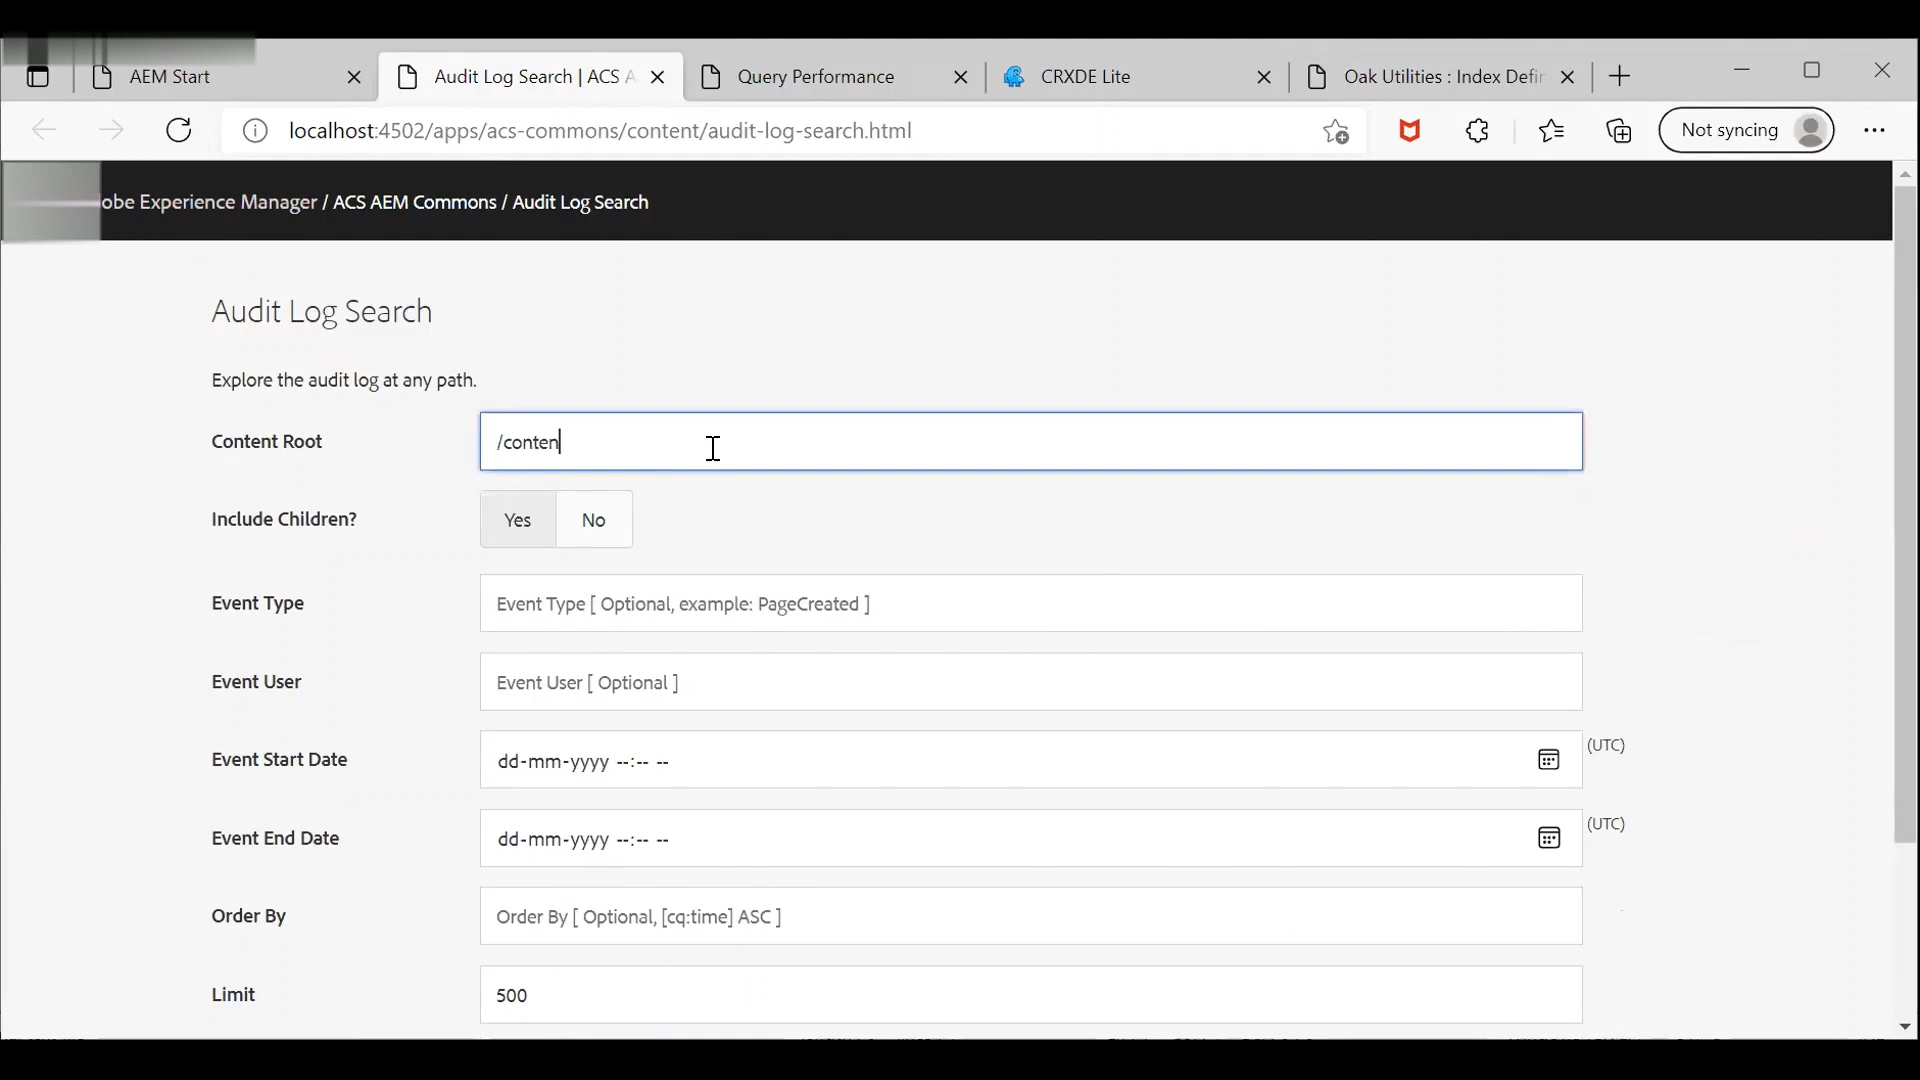 AEM Start
Audit Log Search | ACS A
Query Performance
CRXDE Lite
Oak Utilities : Index Defin
localhost:4502/apps/acs-commons/content/audit-log-search.html
Not syncing
obe Experience Manager / ACS AEM Commons / Audit Log Search
Audit Log Search
Explore the audit log at any path.
Content Root
/conten
Include Children?
Yes
No
Event Type
Event Type [ Optional, example: PageCreated ]
Event User
Event User [ Optional ]
Event Start Date
dd-mm-yyyy --:-- --
(UTC)
Event End Date
dd-mm-yyyy --:-- --
(UTC)
Order By
Order By [ Optional, [cq:time] ASC ]
Limit
500